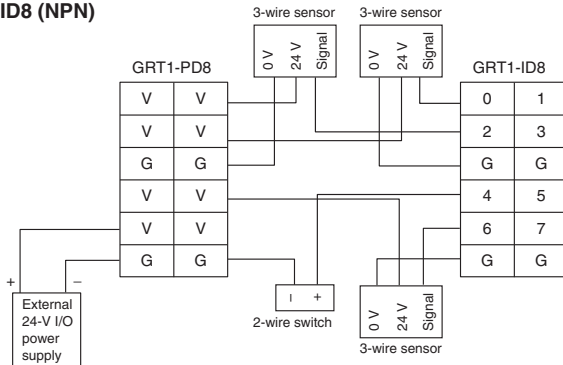 ID8 (NPN)
3-wire sensor
3-wire sensor
0 V
24 V
Signal
0 V
24 V
Signal
GRT1-PD8
GRT1-ID8
V V
0 1
V V
2 3
G G
G G
V V
4 5
V V
6 7
G G
G G
+ −
− +
2-wire switch
0 V
24 V
Signal
3-wire sensor
External
24-V I/O
power
supply